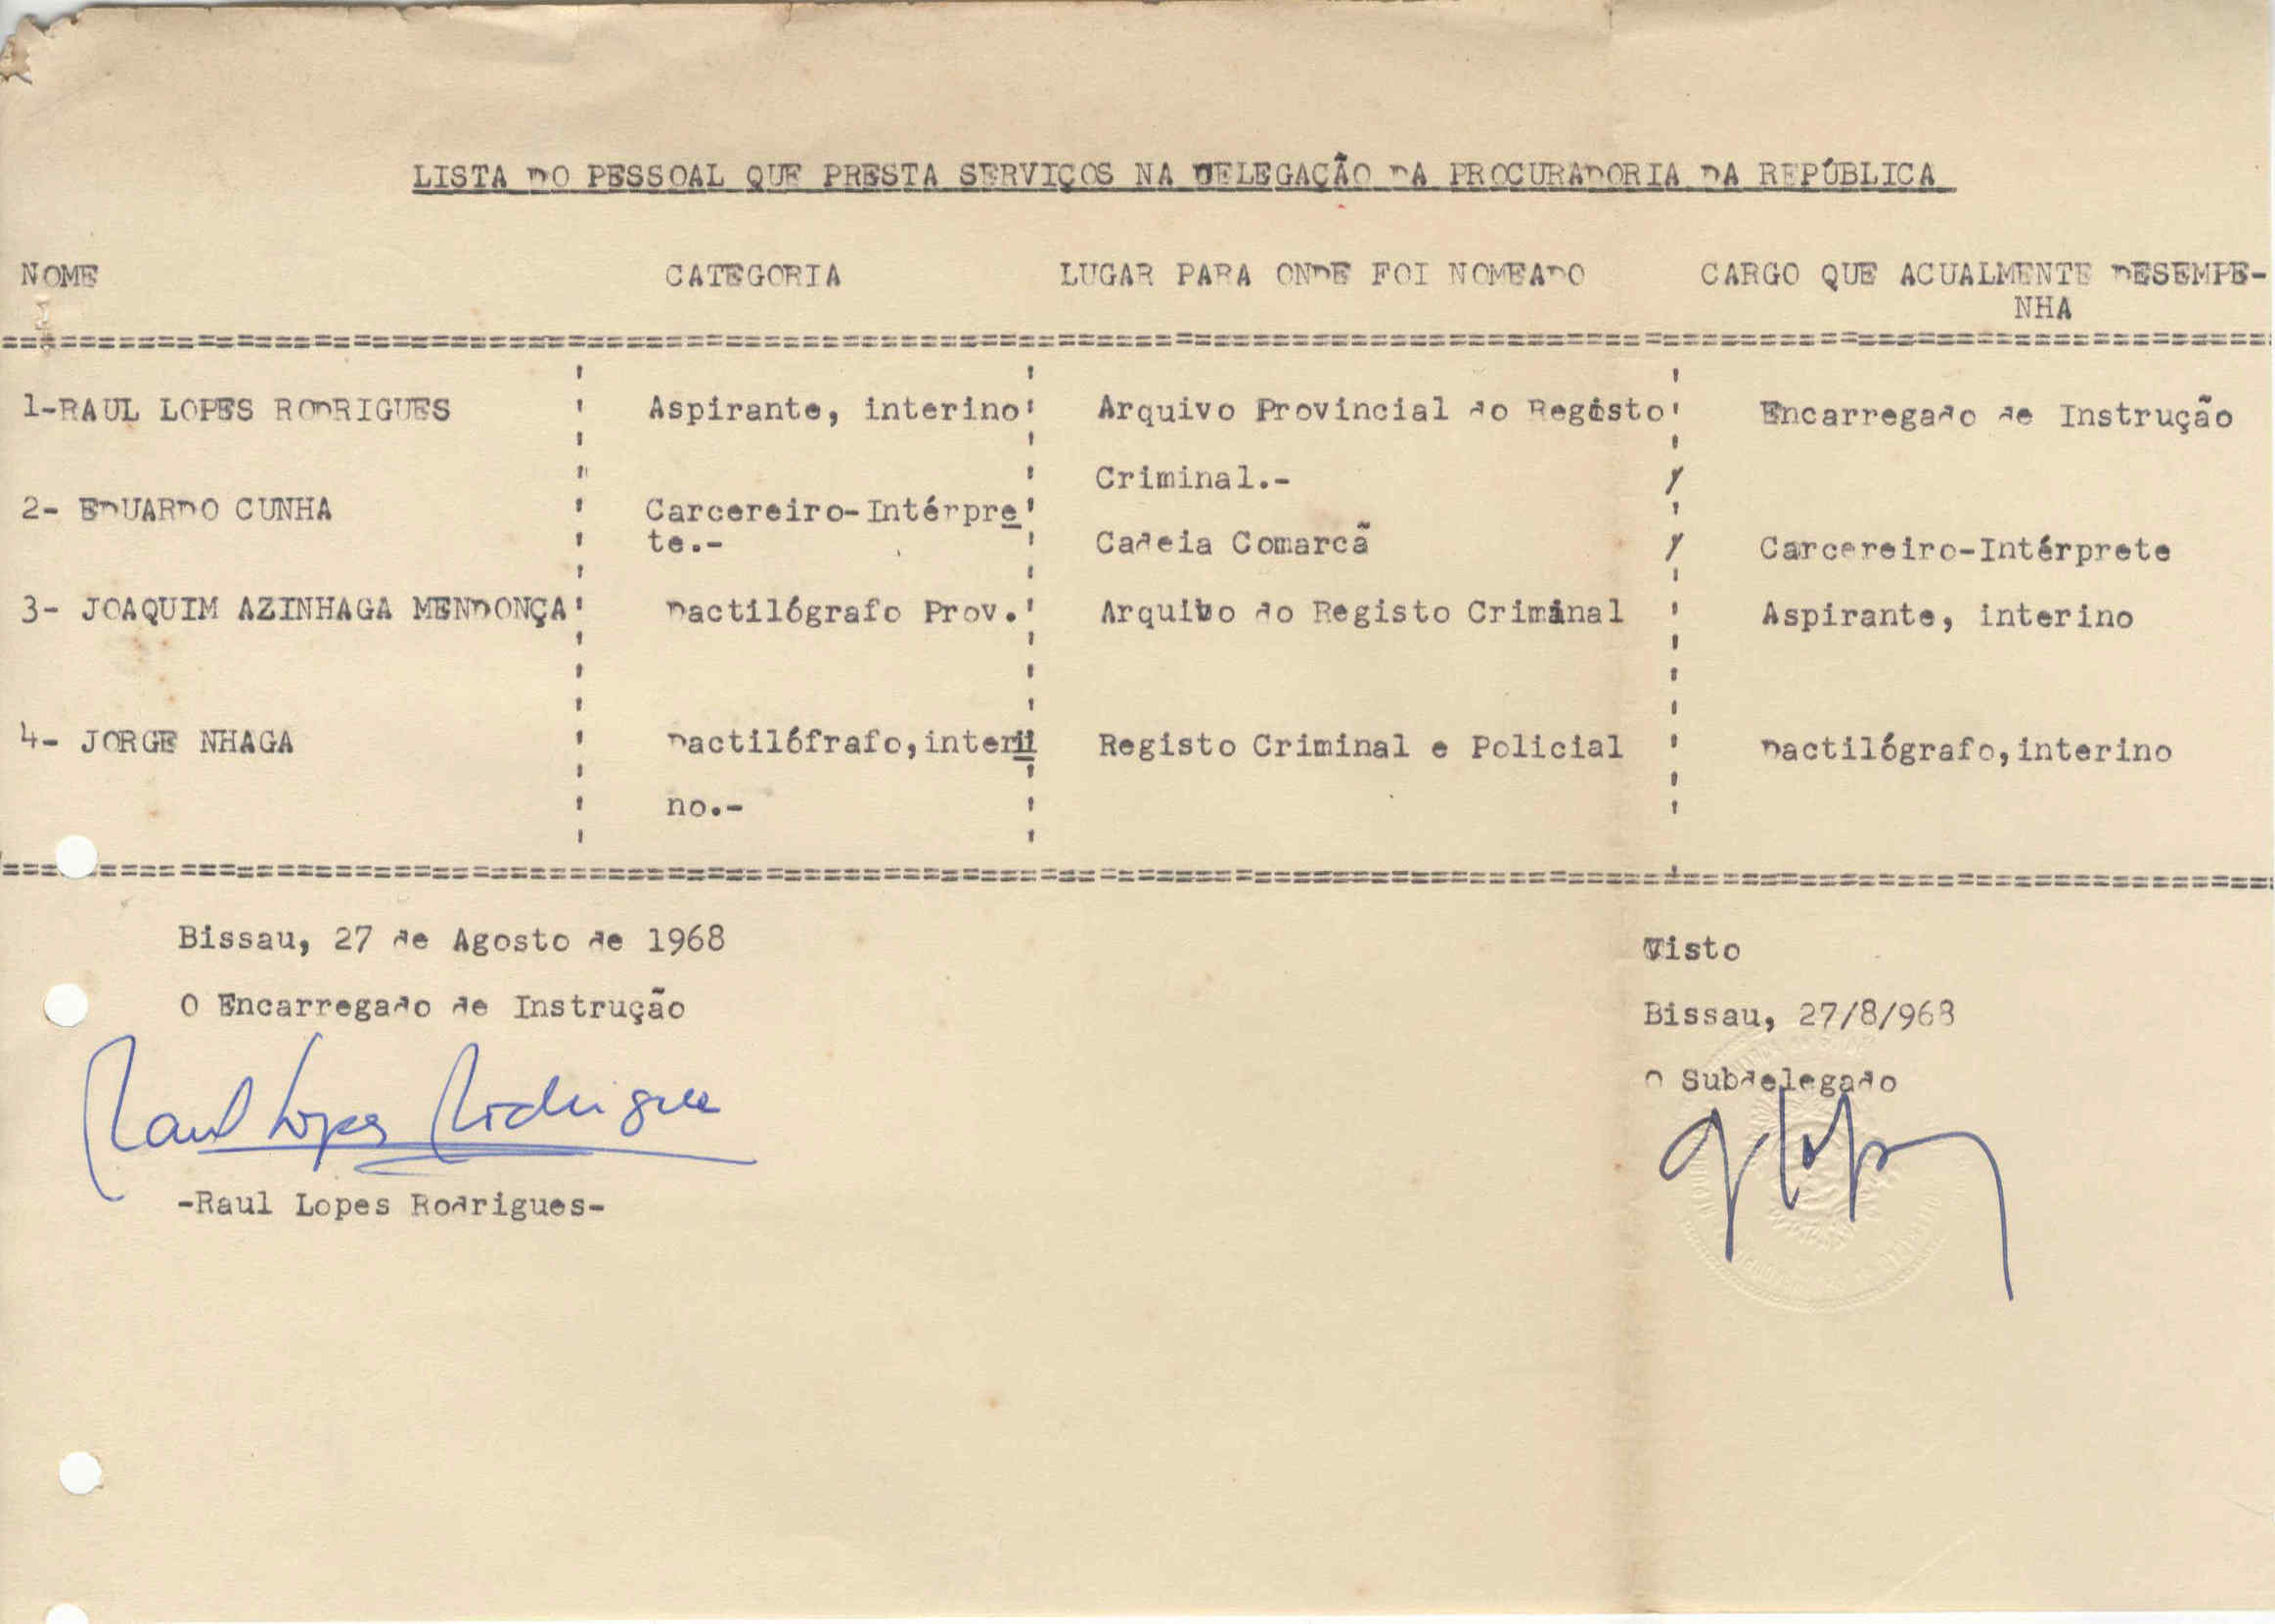 LISTA DO PESSOAL QUE PRESTA SERVIÇOS NA DELEGAÇÃO DA PROCURADORIA DA REPÚBLICA
NOME CATEGORIA LUGAR PARA ONDE FOI NOMEADO CARGO QUE ACUALMENTE DESEMPE-
NHA
1-RAUL LOPES RODRIGUES Aspirante, interino Arquivo Provincial do Registo Encarregado de Instrução
Criminal.-
2- EDUARDO CUNHA Carcereiro-Intérpre
te.- Cadeia Comarcã Carcereiro-Intérprete
3- JOAQUIM AZINHAGA MENDONÇA Dactilógrafo Prov. Arquivo do Registo Criminal Aspirante, interino
4- JORGE NHAGA Dactilófrafo,interi Registo Criminal e Policial Dactilógrafo,interino
no.-
Bissau, 27 de Agosto de 1968
O Encarregado de Instrução
Raul Lopes Rodrigues
-Raul Lopes Rodrigues-
Visto
Bissau, 27/8/968
O Subdelegado